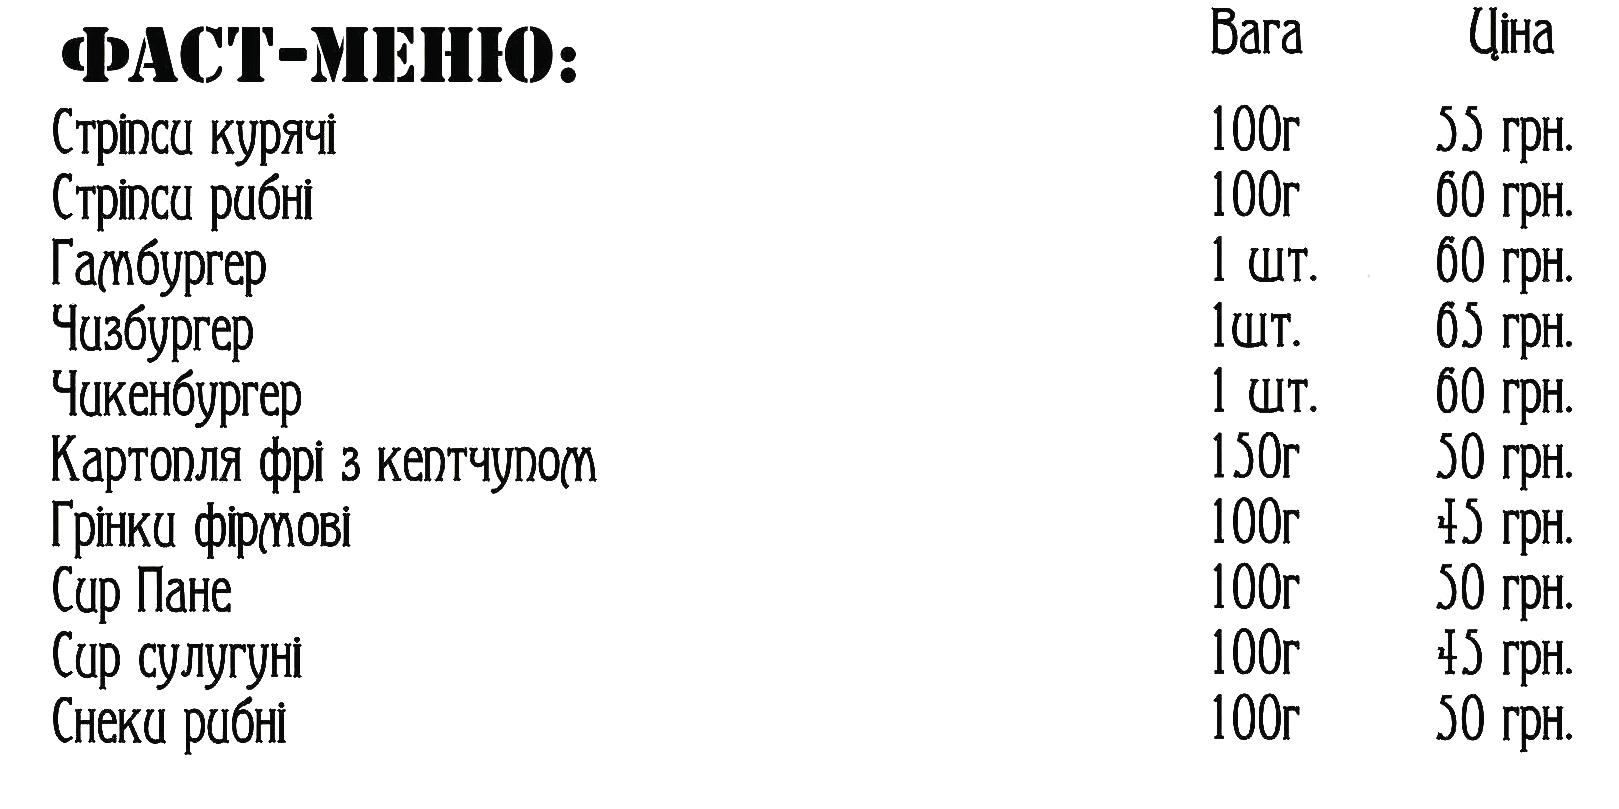 Вага Ціна
ФАСТ-МЕНЮ:
Стріпси курячі 100г 55 грн.
Стріпси рибні 100г 60 грн.
Гамбургер 1 шт. 60 грн.
Чизбургер 1шт. 65 грн.
Чикенбургер 1 шт. 60 грн.
Картопля фрі з кептчупом 150г 50 грн.
Грінки фірмові 100г 45 грн.
Сир Пане 100г 50 грн.
Сир сулугуні 100г 45 грн.
Снеки рибні 100г 50 грн.